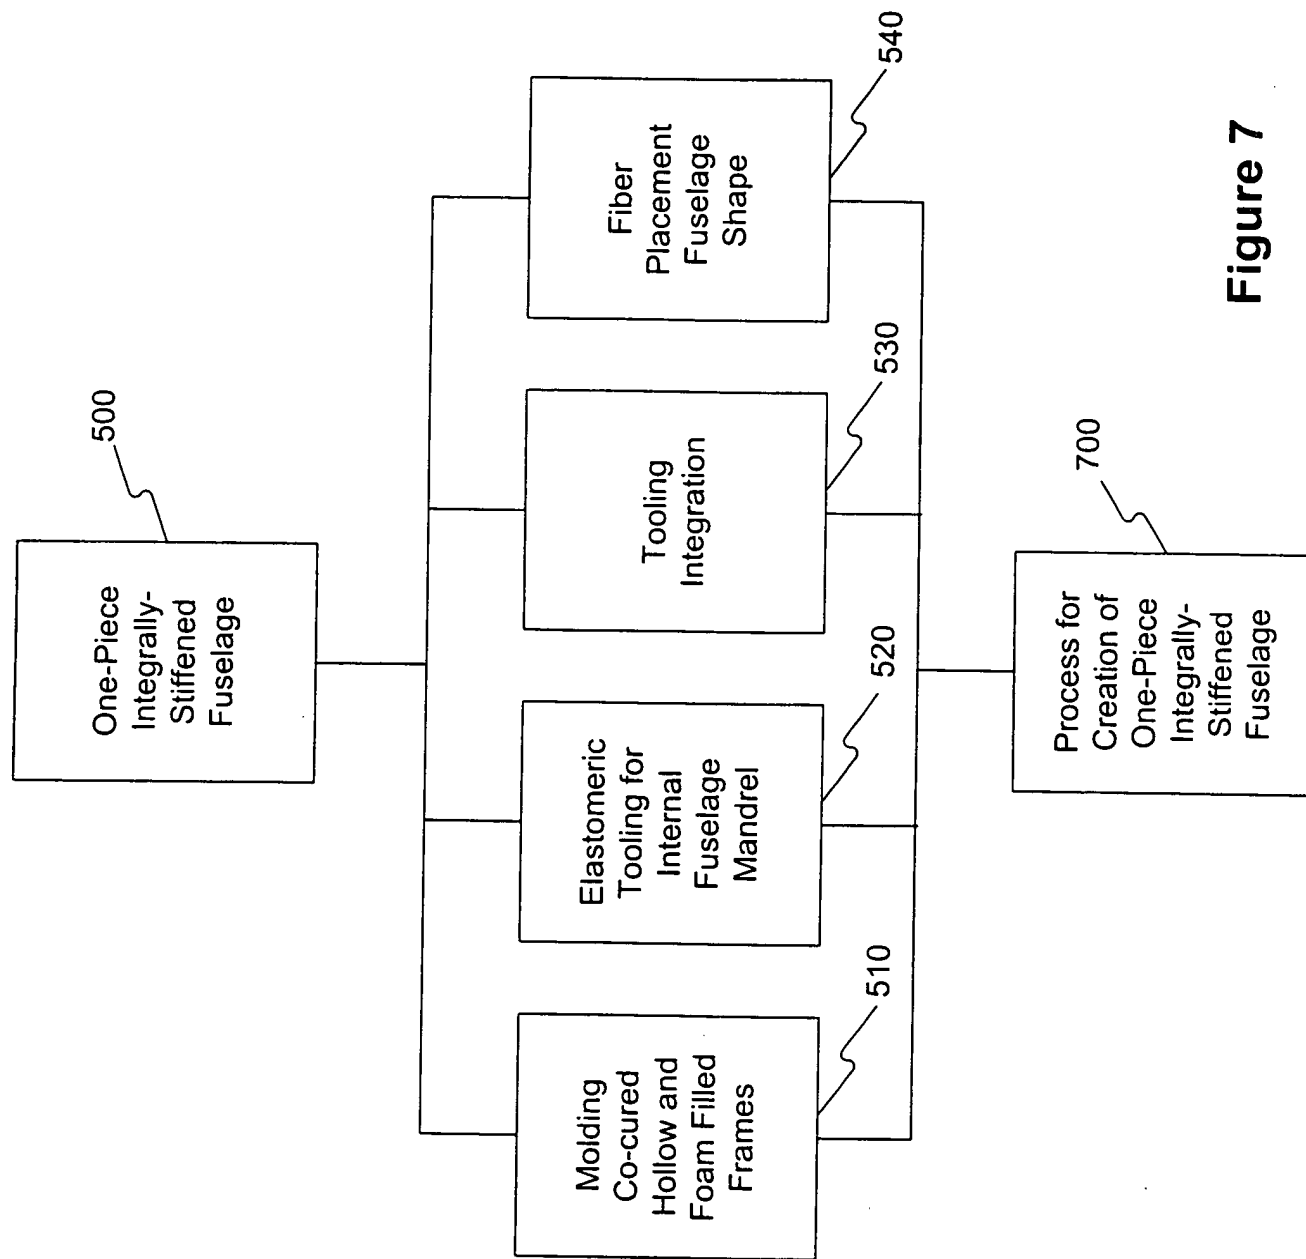 500
One-Piece
Integrally-
Stiffened
Fuselage
Molding
Co-cured
Hollow and
Foam Filled
Frames
510
Elastomeric
Tooling for
Internal
Fuselage
Mandrel
520
Tooling
Integration
530
Fiber
Placement
Fuselage
Shape
540
Process for
Creation of
One-Piece
Integrally-
Stiffened
Fuselage
700
Figure 7